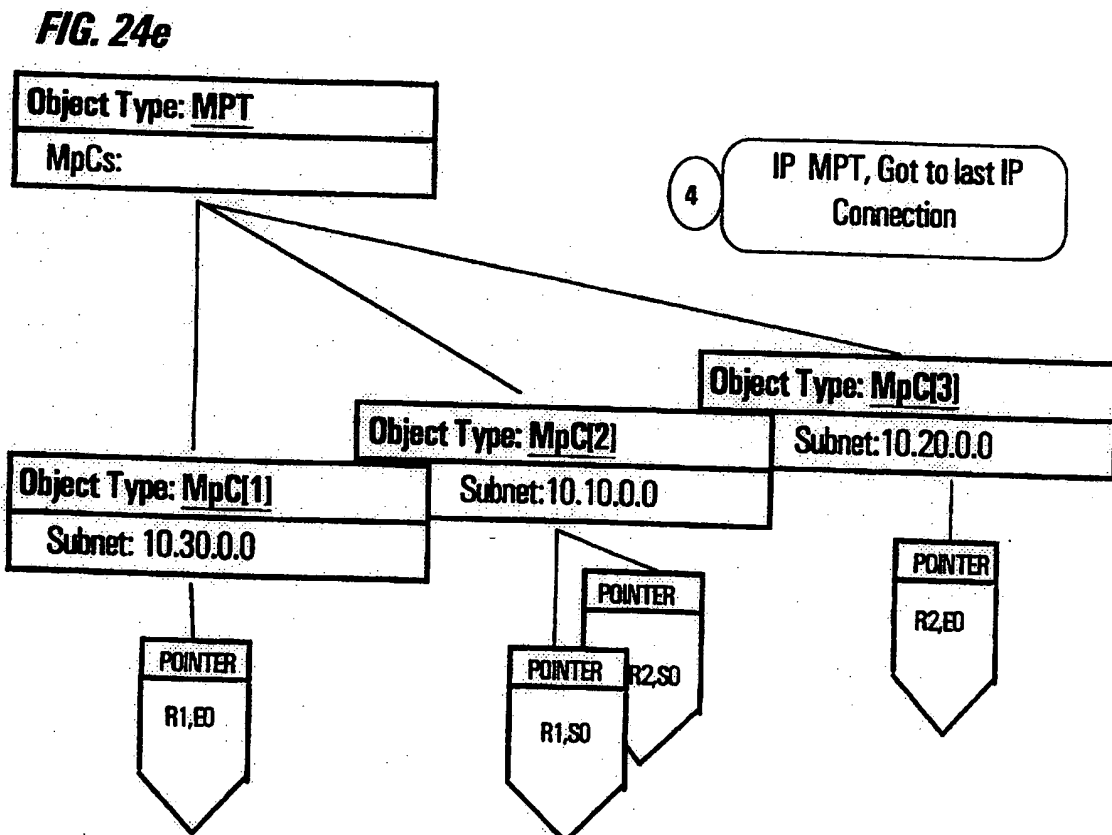 FIG. 24e
Object Type: MPT
MpCs:
4
IP MPT, Got to last IP
Connection
Object Type: MpC[3]
Subnet:10.20.0.0
Object Type: MpC[2]
Subnet:10.10.0.0
Object Type: MpC[1]
Subnet: 10.30.0.0
POINTER
R2,E0
POINTER
R2,S0
POINTER
R1,S0
POINTER
R1,E0